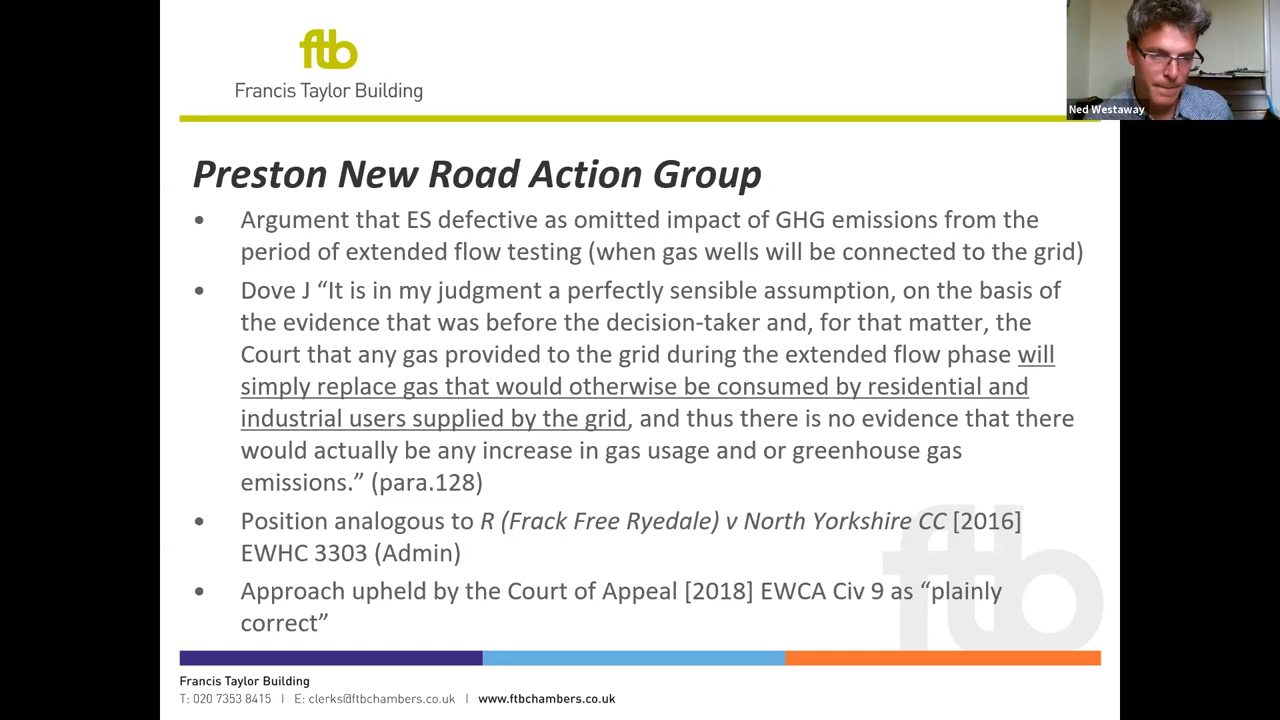 ftb
Francis Taylor Building
Ned Westaway
Preston New Road Action Group
• Argument that ES defective as omitted impact of GHG emissions from the
period of extended flow testing (when gas wells will be connected to the grid)
• Dove J “It is in my judgment a perfectly sensible assumption, on the basis of
the evidence that was before the decision-taker and, for that matter, the
Court that any gas provided to the grid during the extended flow phase will
simply replace gas that would otherwise be consumed by residential and
industrial users supplied by the grid, and thus there is no evidence that there
would actually be any increase in gas usage and or greenhouse gas
emissions.” (para.128)
• Position analogous to R (Frack Free Ryedale) v North Yorkshire CC [2016]
EWHC 3303 (Admin)
• Approach upheld by the Court of Appeal [2018] EWCA Civ 9 as “plainly
correct”
ftb
Francis Taylor Building
T: 020 7353 8415 | E: clerks@ftbchambers.co.uk | www.ftbchambers.co.uk